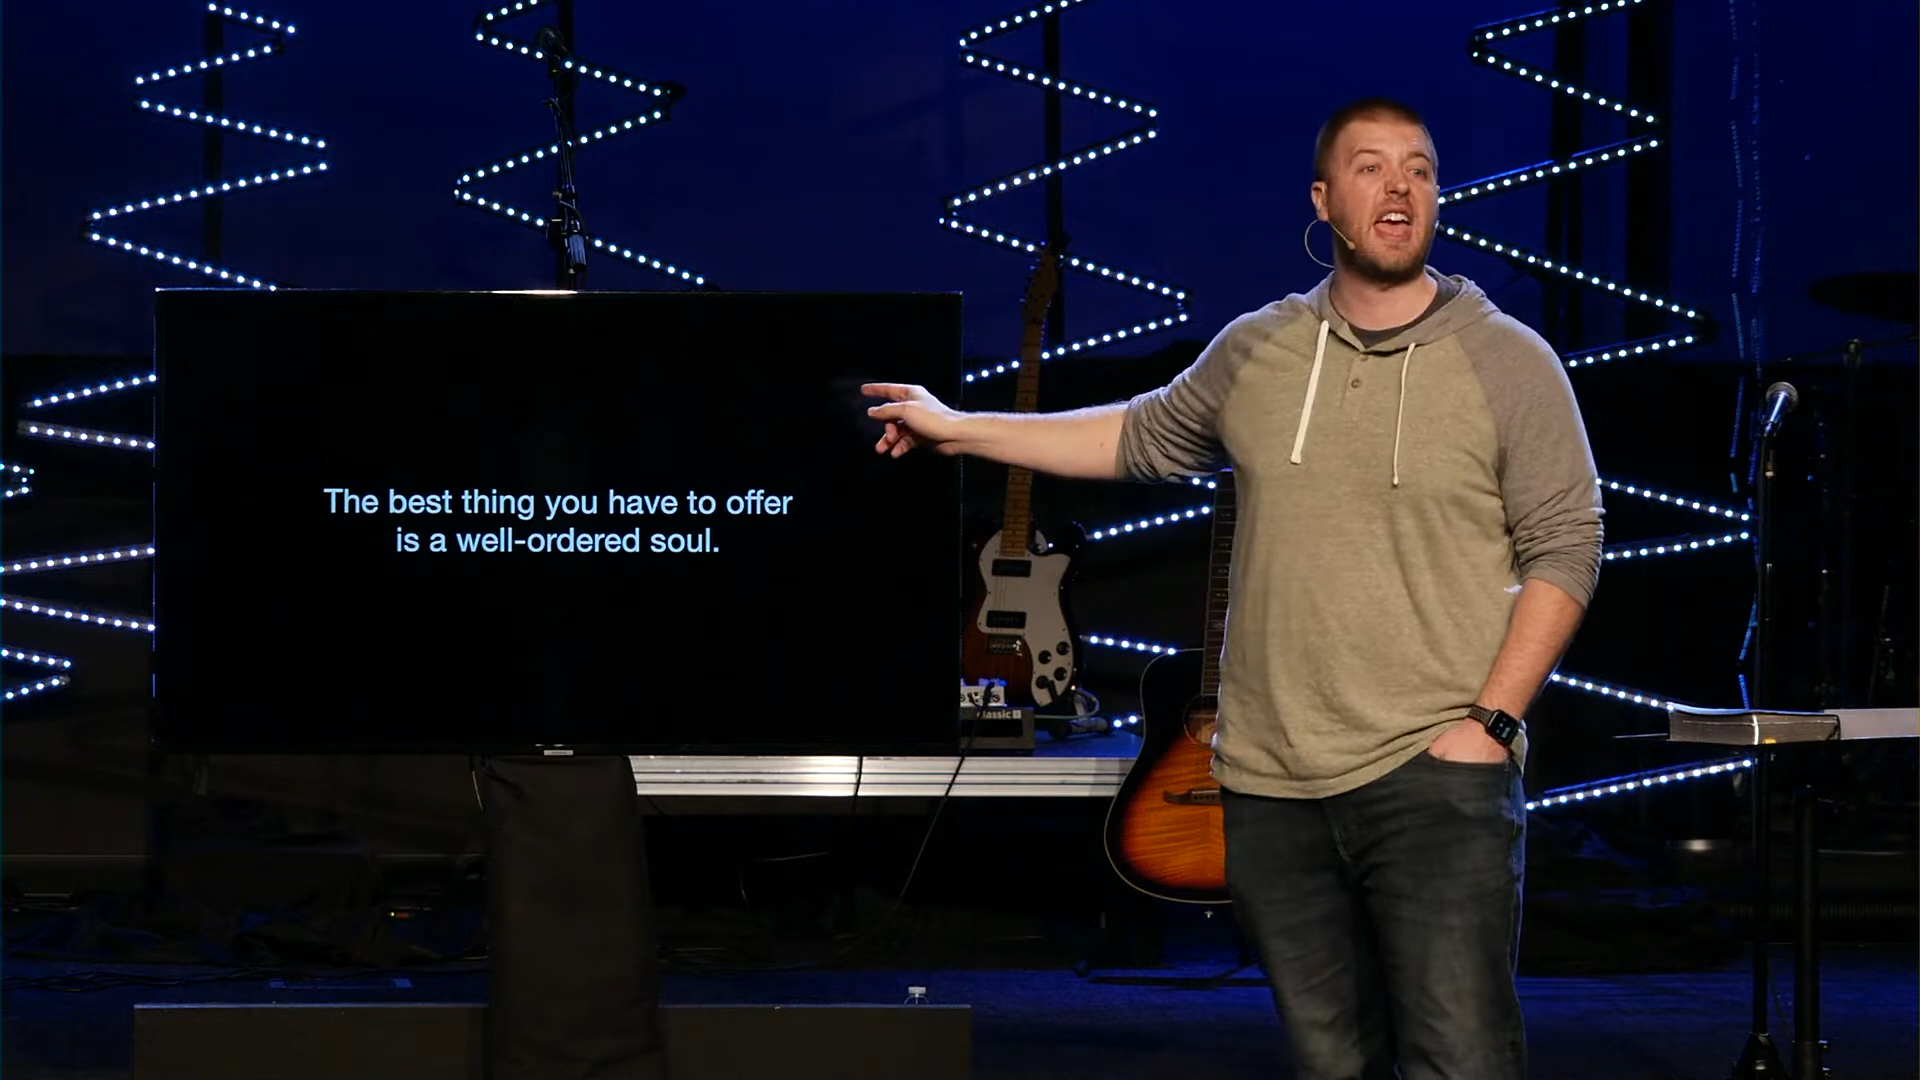 The best thing you have to offer
is a well-ordered soul.